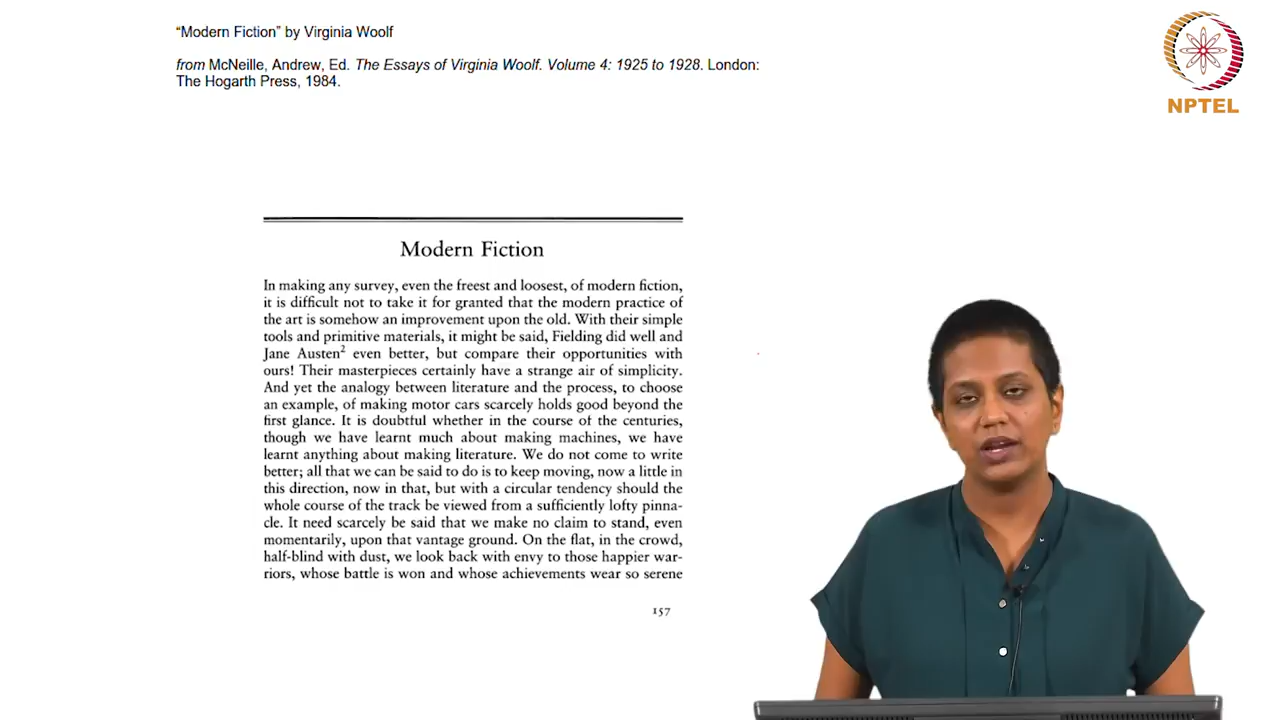 “Modern Fiction” by Virginia Woolf
from McNeille, Andrew, Ed. The Essays of Virginia Woolf. Volume 4: 1925 to 1928. London:
The Hogarth Press, 1984.
NPTEL
Modern Fiction
In making any survey, even the freest and loosest, of modern fiction,
it is difficult not to take it for granted that the modern practice of
the art is somehow an improvement upon the old. With their simple
tools and primitive materials, it might be said, Fielding did well and
Jane Austen2 even better, but compare their opportunities with
ours! Their masterpieces certainly have a strange air of simplicity.
And yet the analogy between literature and the process, to choose
an example, of making motor cars scarcely holds good beyond the
first glance. It is doubtful whether in the course of the centuries,
though we have learnt much about making machines, we have
learnt anything about making literature. We do not come to write
better; all that we can be said to do is to keep moving, now a little in
this direction, now in that, but with a circular tendency should the
whole course of the track be viewed from a sufficiently lofty pinna-
cle. It need scarcely be said that we make no claim to stand, even
momentarily, upon that vantage ground. On the flat, in the crowd,
half-blind with dust, we look back with envy to those happier war-
riors, whose battle is won and whose achievements wear so serene
157